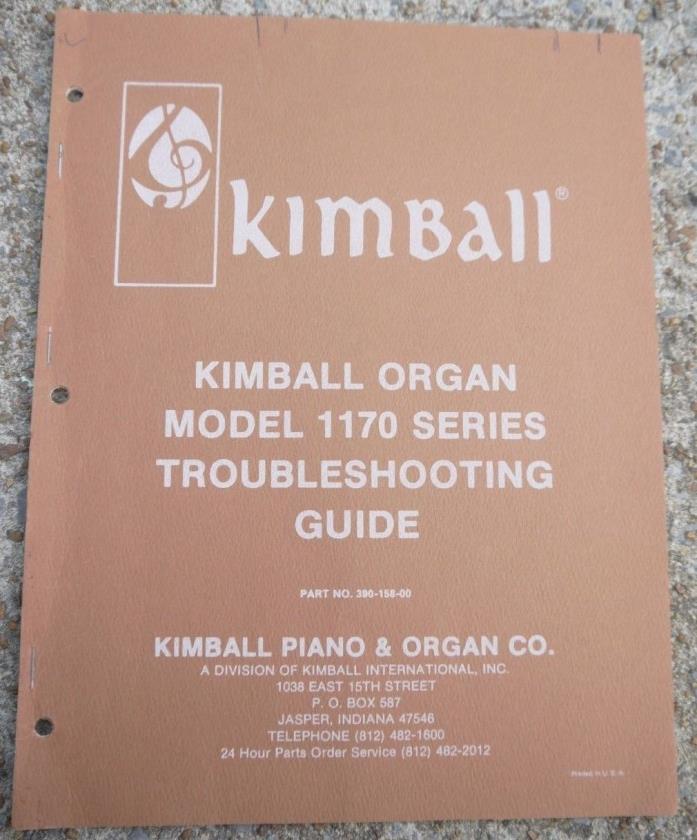 kimball®
KIMBALL ORGAN
MODEL 1170 SERIES
TROUBLESHOOTING
GUIDE
PART NO. 390-158-00
KIMBALL PIANO & ORGAN CO.
A DIVISION OF KIMBALL INTERNATIONAL, INC.
1038 EAST 15TH STREET
P. O. BOX 587
JASPER, INDIANA 47546
TELEPHONE (812) 482-1600
24 Hour Parts Order Service (812) 482-2012
Printed in U. S. A.